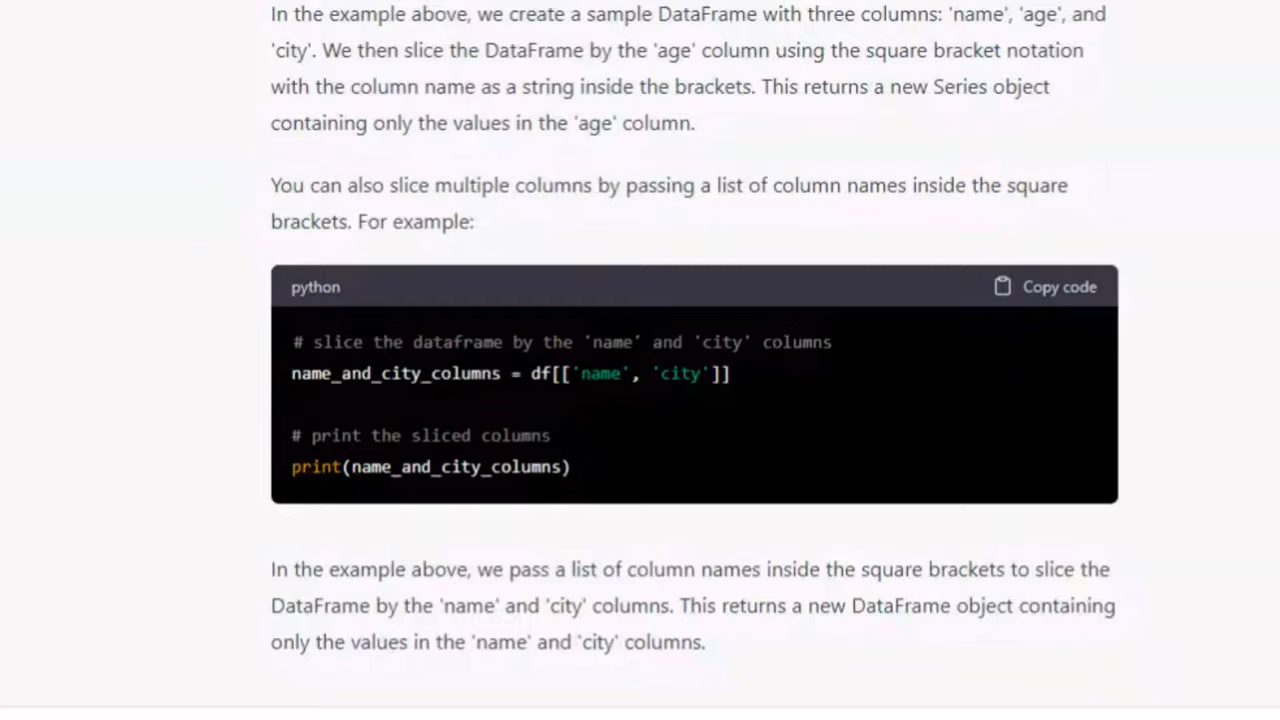 In the example above, we create a sample DataFrame with three columns: 'name', 'age', and
'city'. We then slice the DataFrame by the 'age' column using the square bracket notation
with the column name as a string inside the brackets. This returns a new Series object
containing only the values in the 'age' column.
You can also slice multiple columns by passing a list of column names inside the square
brackets. For example:
python Copy code
# slice the dataframe by the 'name' and 'city' columns
name_and_city_columns = df[['name', 'city']]
# print the sliced columns
print(name_and_city_columns)
In the example above, we pass a list of column names inside the square brackets to slice the
DataFrame by the 'name' and 'city' columns. This returns a new DataFrame object containing
only the values in the 'name' and 'city' columns.